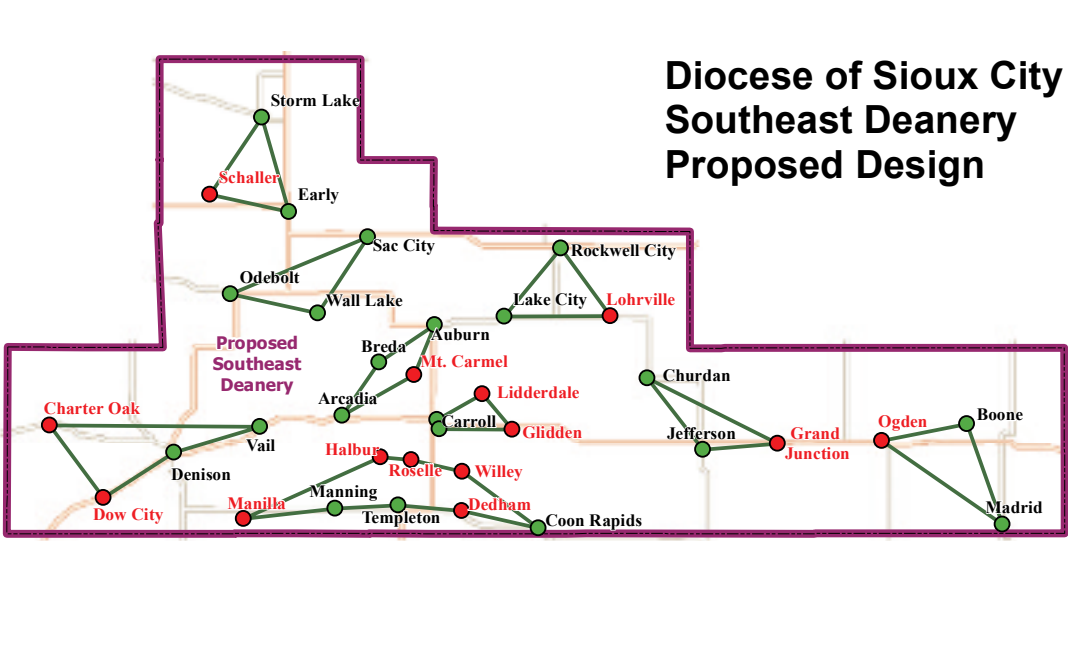 Diocese of Sioux City
Southeast Deanery
Proposed Design
Storm Lake
Schaller
Early
Sac City
Rockwell City
Odebolt
Wall Lake
Lake City
Lohrville
Auburn
Proposed
Southeast
Deanery
Breda
Mt. Carmel
Churdan
Lidderdale
Arcadia
Charter Oak
Carroll
Glidden
Jefferson
Grand
Junction
Ogden
Boone
Vail
Halbur
Roselle
Willey
Denison
Manning
Manilla
Dedham
Madrid
Dow City
Templeton
Coon Rapids